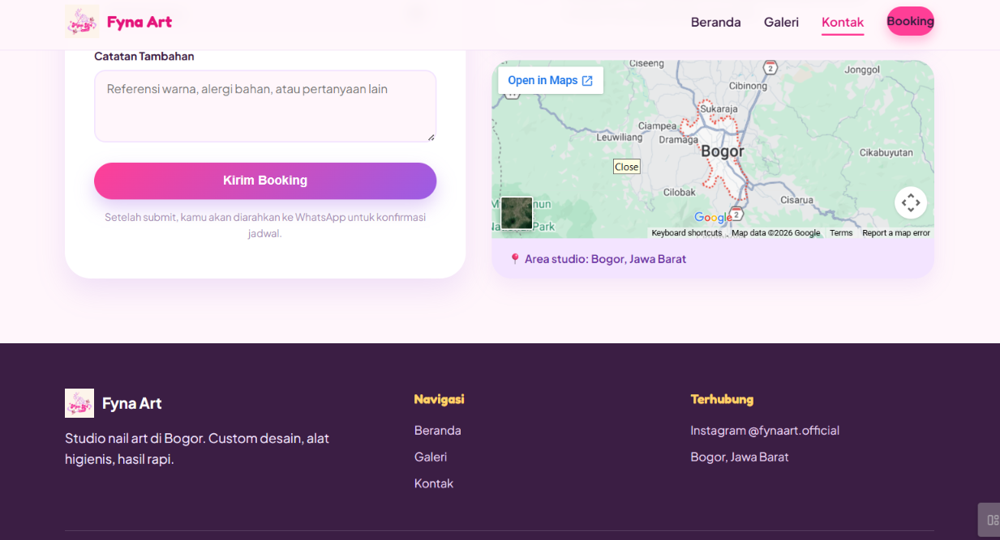 Fyna Art
Beranda
Galeri
Kontak
Booking
Catatan Tambahan
Referensi warna, alergi bahan, atau pertanyaan lain
Kirim Booking
Setelah submit, kamu akan diarahkan ke WhatsApp untuk konfirmasi
jadwal.
Open in Maps
Ciseeng
2
Jonggol
Cibinong
Sukaraja
Ciampea
Leuwiliang
Dramaga
Bogor
Cikabuyutan
Close
Cilobak
Cisarua
Google
2
Keyboard shortcuts
Map data ©2026 Google
Terms
Report a map error
Area studio: Bogor, Jawa Barat
Fyna Art
Studio nail art di Bogor. Custom desain, alat
higienis, hasil rapi.
Navigasi
Beranda
Galeri
Kontak
Terhubung
Instagram @fynaart.official
Bogor, Jawa Barat